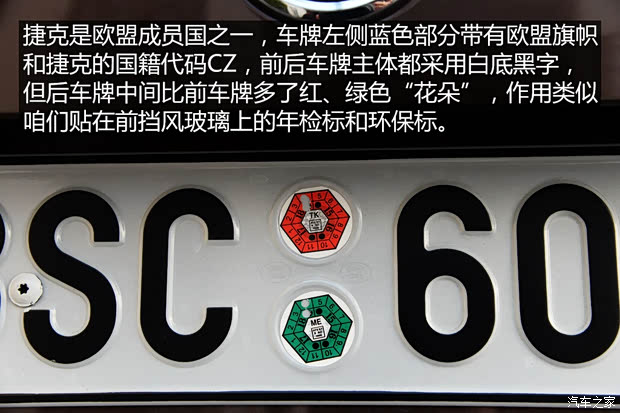 捷克是欧盟成员国之一，车牌左侧蓝色部分带有欧盟旗帜
和捷克的国籍代码CZ，前后车牌主体都采用白底黑字，
但后车牌中间比前车牌多了红、绿色“花朵”，作用类似
咱们贴在前挡风玻璃上的年检标和环保标。
SC 60
TK
ME
汽车之家